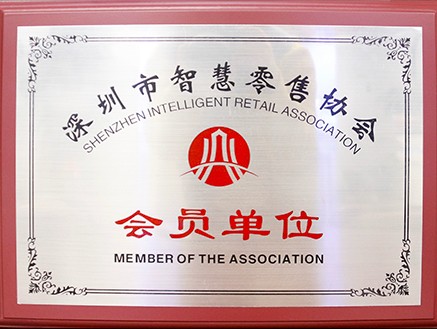 深圳市智慧零售协会
SHENZHEN INTELLIGENT RETAIL ASSOCIATION
会员单位
MEMBER OF THE ASSOCIATION